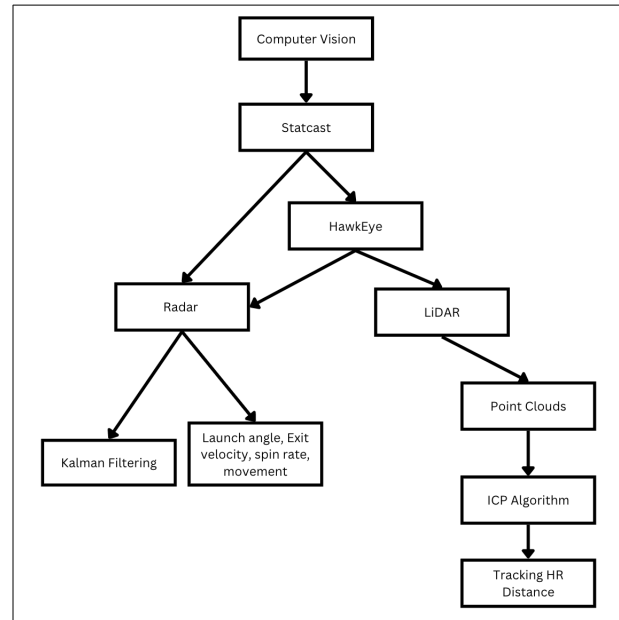 Computer Vision
Statcast
HawkEye
Radar
LiDAR
Point Clouds
Kalman Filtering
Launch angle, Exit
velocity, spin rate,
movement
ICP Algorithm
Tracking HR
Distance